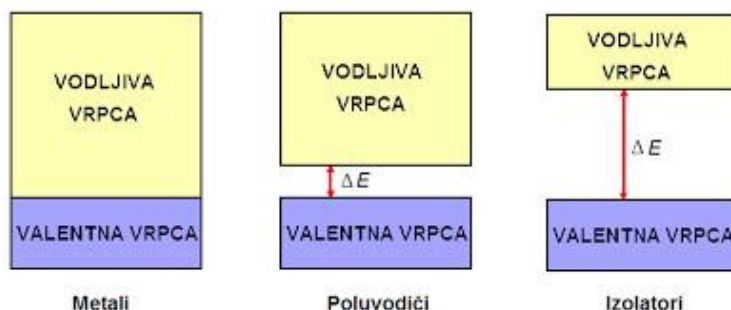 VODLJIVA
VRPCA
VALENTNA VRPCA
Metali
VODLJIVA
VRPCA
ΔE
VALENTNA VRPCA
Poluvodiči
VODLJIVA
VRPCA
ΔE
VALENTNA VRPCA
Izolatori